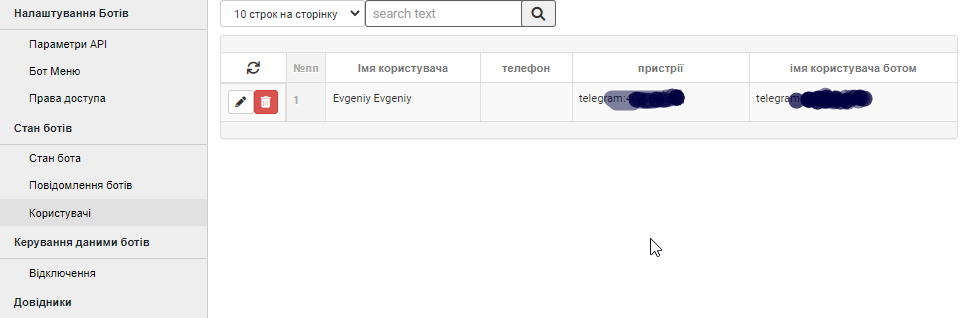 Налаштування Ботів
Параметри API
Бот Меню
Права доступа
Стан ботів
Стан бота
Повідомлення ботів
Користувачі
Керування даними ботів
Відключення
Довідники
10 строк на сторінку
search text
№пп Імя користувача телефон пристрії імя користувача ботом
1 Evgeniy Evgeniy telegram: telegram